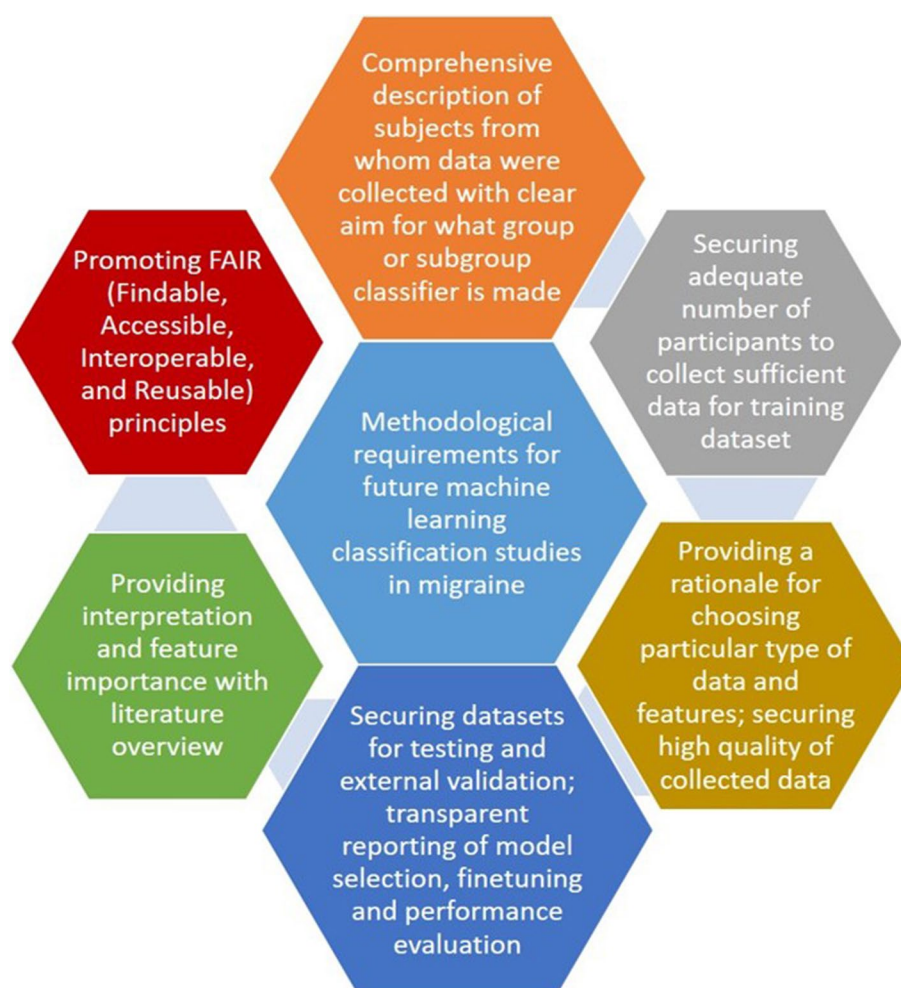 Comprehensive
description of
subjects from
whom data were
collected with clear
aim for what group
or subgroup
classifier is made
Securing
adequate
number of
participants to
collect sufficient
data for training
dataset
Providing a
rationale for
choosing
particular type of
data and
features; securing
high quality of
collected data
Securing datasets
for testing and
external validation;
transparent
reporting of model
selection, finetuning
and performance
evaluation
Providing
interpretation
and feature
importance with
literature
overview
Promoting FAIR
(Findable,
Accessible,
Interoperable,
and Reusable)
principles
Methodological
requirements for
future machine
learning
classification studies
in migraine